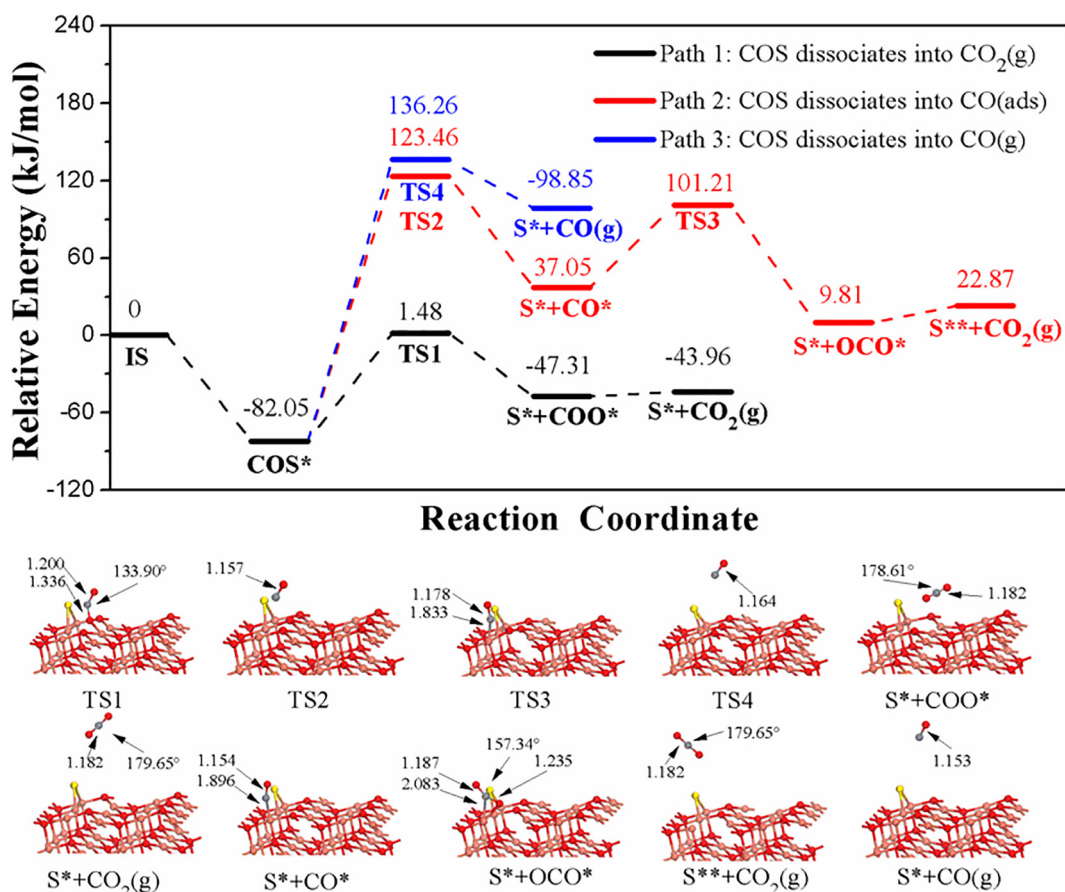 240
180
120
60
0
-60
-120
Relative Energy (kJ/mol)
Path 1: COS dissociates into CO2(g)
Path 2: COS dissociates into CO(ads)
Path 3: COS dissociates into CO(g)
136.26
123.46
TS4
TS2
-98.85
S*+CO(g)
101.21
TS3
37.05
S*+CO*
9.81
S*+OCO*
22.87
S**+CO2(g)
0
IS
1.48
TS1
-82.05
COS*
-47.31
S*+COO*
-43.96
S*+CO2(g)
Reaction Coordinate
1.200
1.336
133.90°
TS1
1.157
TS2
1.178
1.833
TS3
1.164
TS4
178.61°
1.182
S*+COO*
1.182
179.65°
S*+CO2(g)
1.154
1.896
S*+CO*
157.34°
1.187
2.083
1.235
S*+OCO*
179.65°
1.182
S**+CO2(g)
1.153
S*+CO(g)